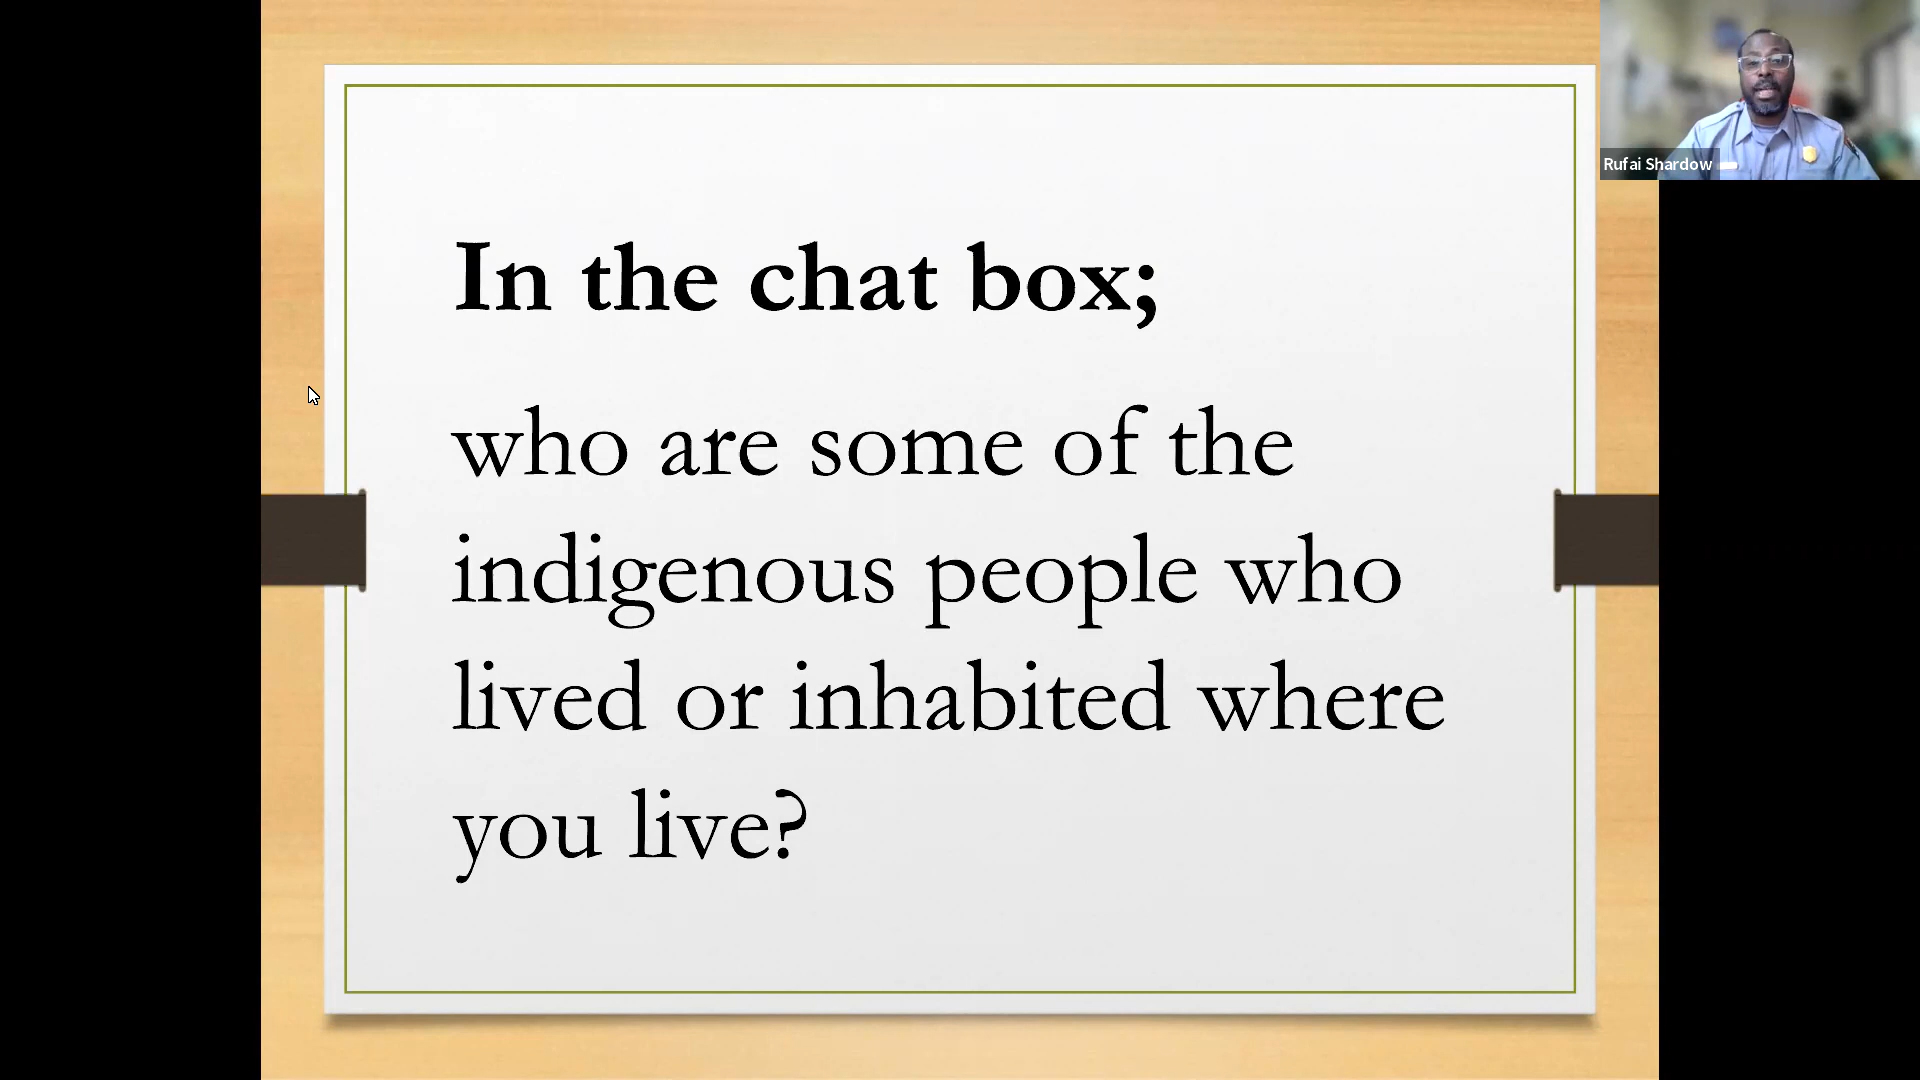 In the chat box;
who are some of the
indigenous people who
lived or inhabited where
you live?
Rufai Shardow